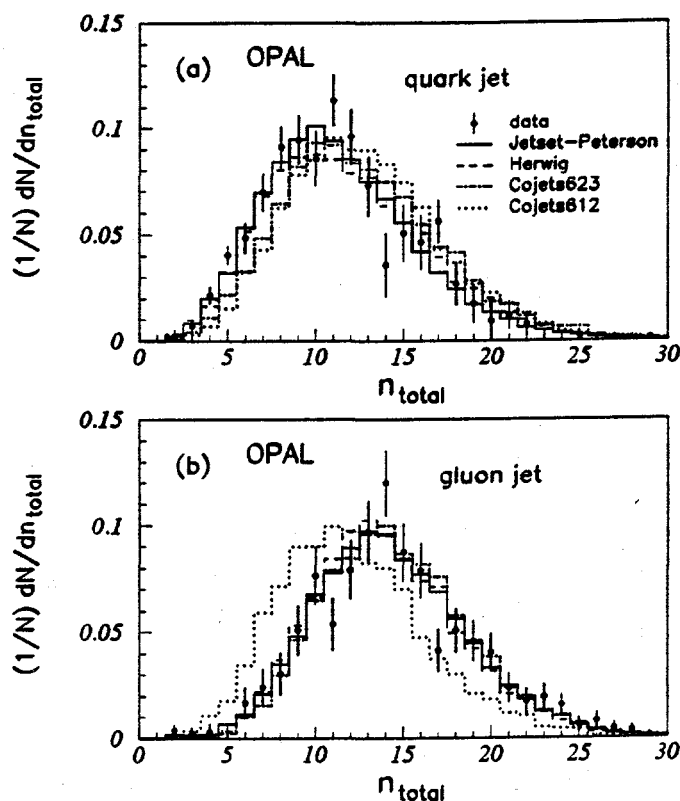 0.15
(a) OPAL
quark jet
data
Jetset-Peterson
Herwig
Cojets623
Cojets612
0.1
0.05
0
0 5 10 15 20 25 30
(1/N) dN/dn_total
n_total
0.15
(b) OPAL
gluon jet
0.1
0.05
0
0 5 10 15 20 25 30
(1/N) dN/dn_total
n_total